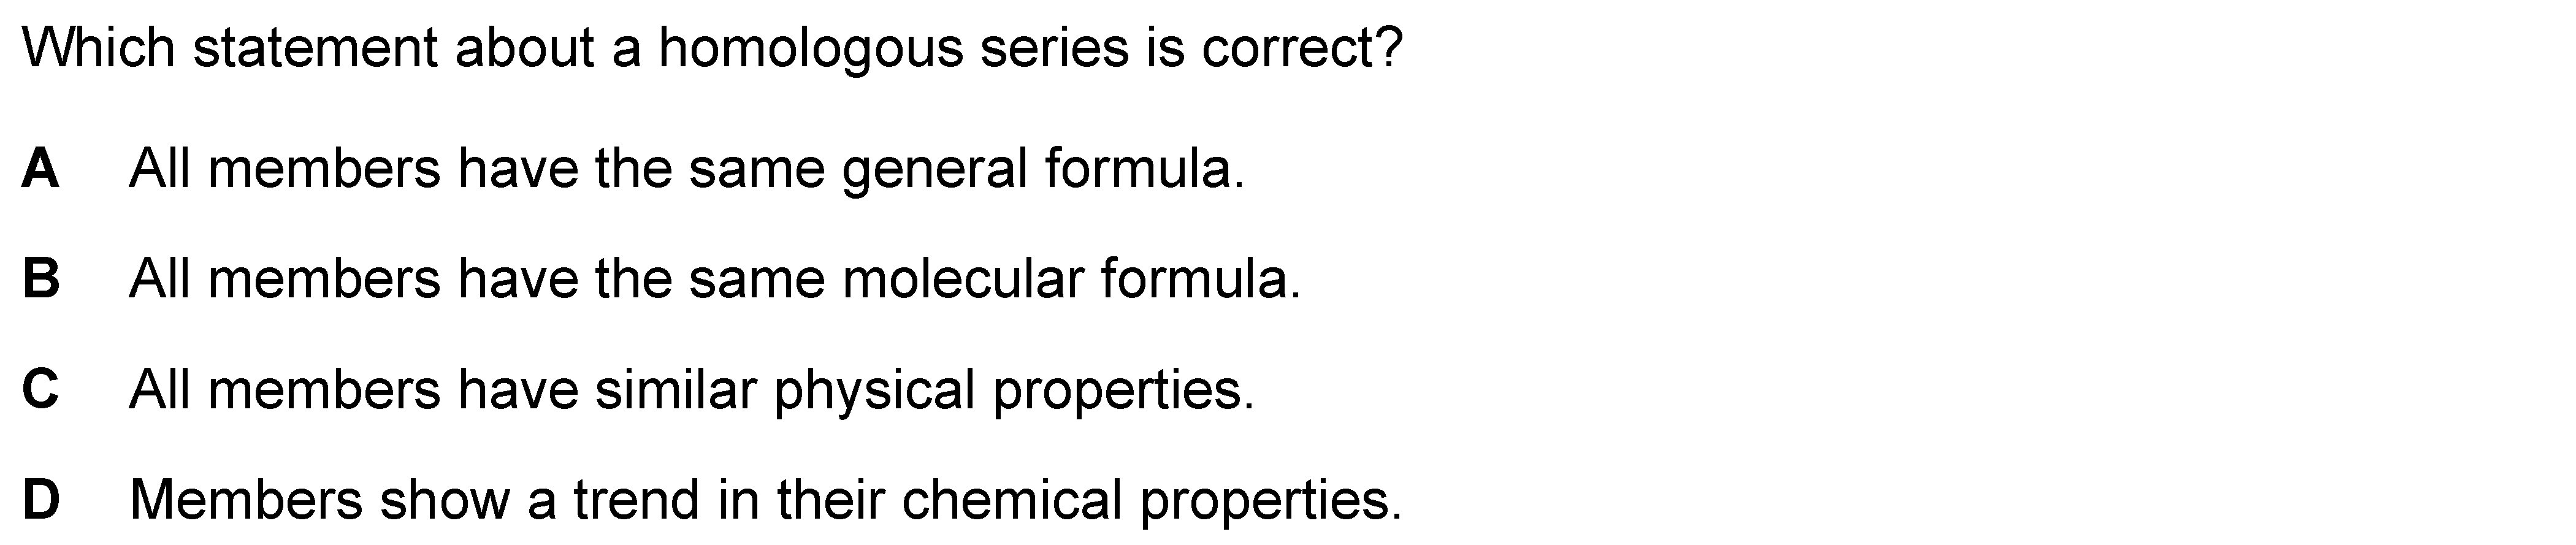 Which statement about a homologous series is correct?
A All members have the same general formula.
B All members have the same molecular formula.
C All members have similar physical properties.
D Members show a trend in their chemical properties.